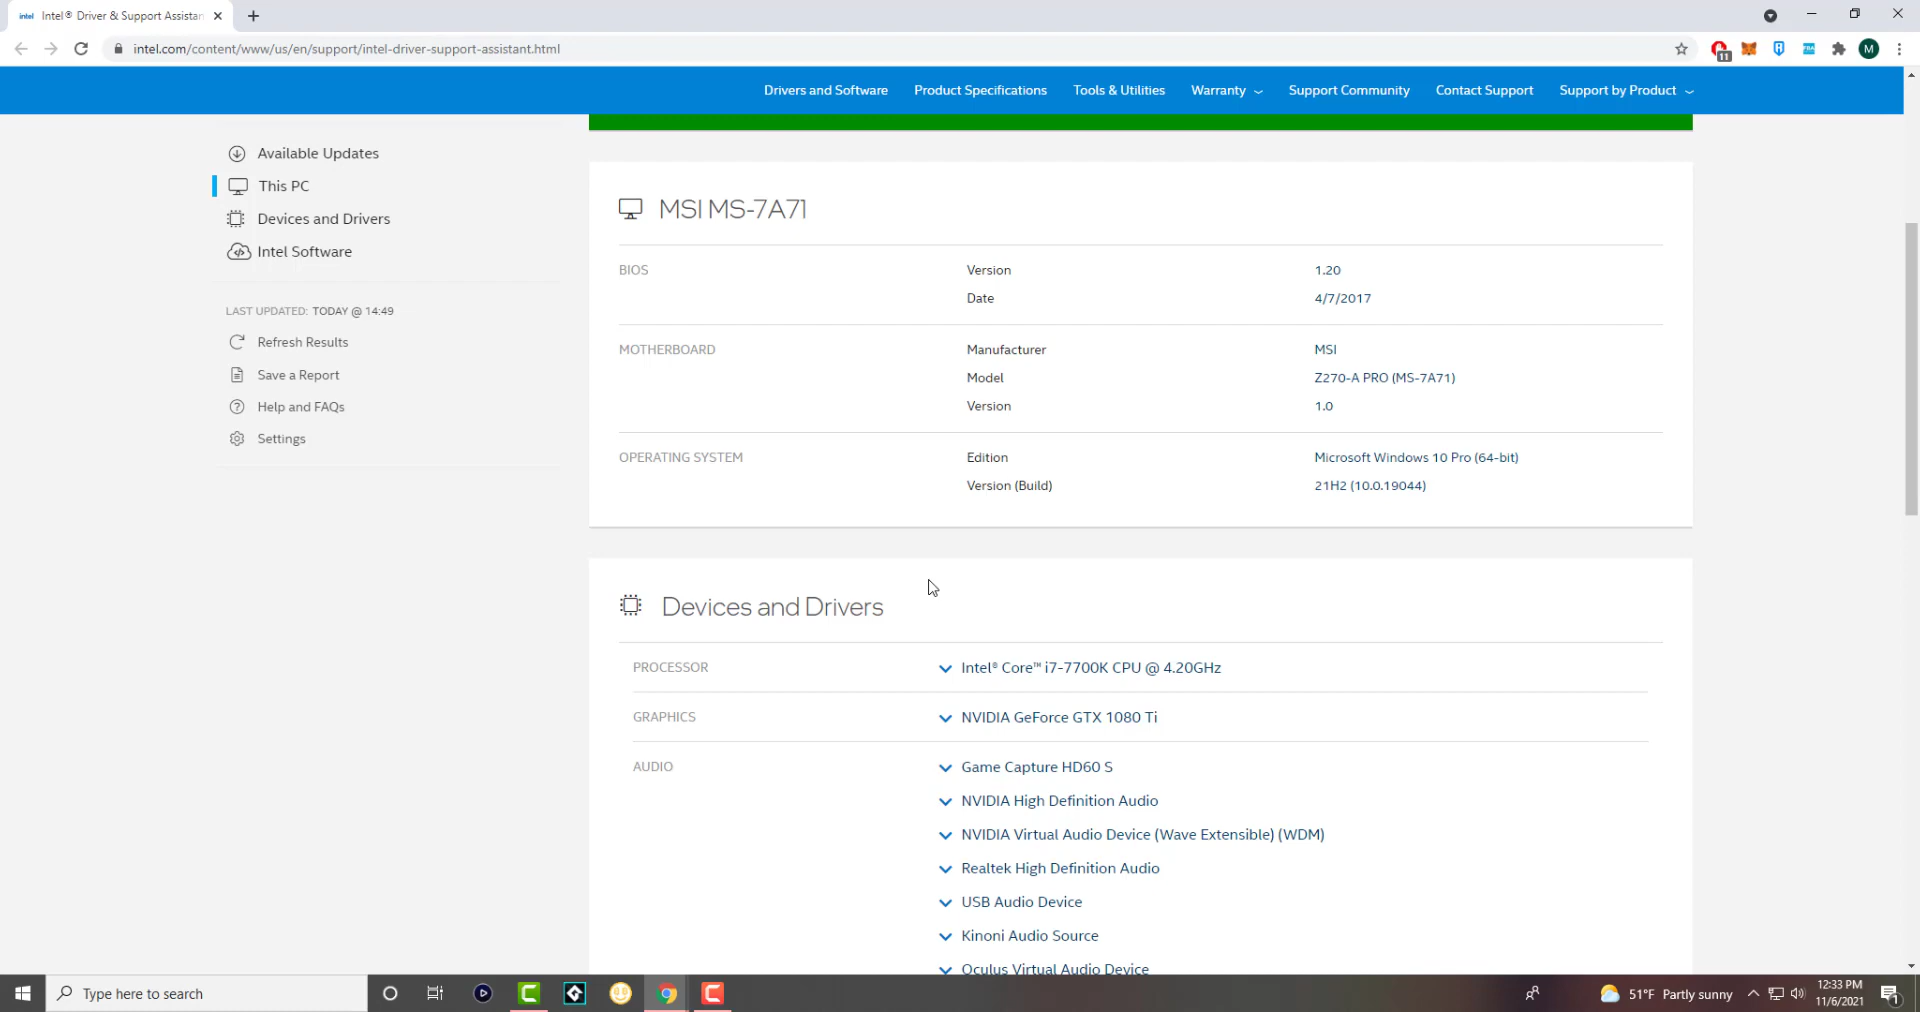 intel Intel® Driver & Support Assistan
intel.com/content/www/us/en/support/intel-driver-support-assistant.html
11
M
Drivers and Software Product Specifications Tools & Utilities Warranty Support Community Contact Support Support by Product
Available Updates
This PC
Devices and Drivers
Intel Software
LAST UPDATED: TODAY @ 14:49
Refresh Results
Save a Report
Help and FAQs
Settings
MSI MS-7A71
BIOS Version 1.20
Date 4/7/2017
MOTHERBOARD Manufacturer MSI
Model Z270-A PRO (MS-7A71)
Version 1.0
OPERATING SYSTEM Edition Microsoft Windows 10 Pro (64-bit)
Version (Build) 21H2 (10.0.19044)
Devices and Drivers
PROCESSOR Intel® Core™ i7-7700K CPU @ 4.20GHz
GRAPHICS NVIDIA GeForce GTX 1080 Ti
AUDIO Game Capture HD60 S
NVIDIA High Definition Audio
NVIDIA Virtual Audio Device (Wave Extensible) (WDM)
Realtek High Definition Audio
USB Audio Device
Kinoni Audio Source
Oculus Virtual Audio Device
Type here to search
51°F Partly sunny
12:33 PM
11/6/2021
1